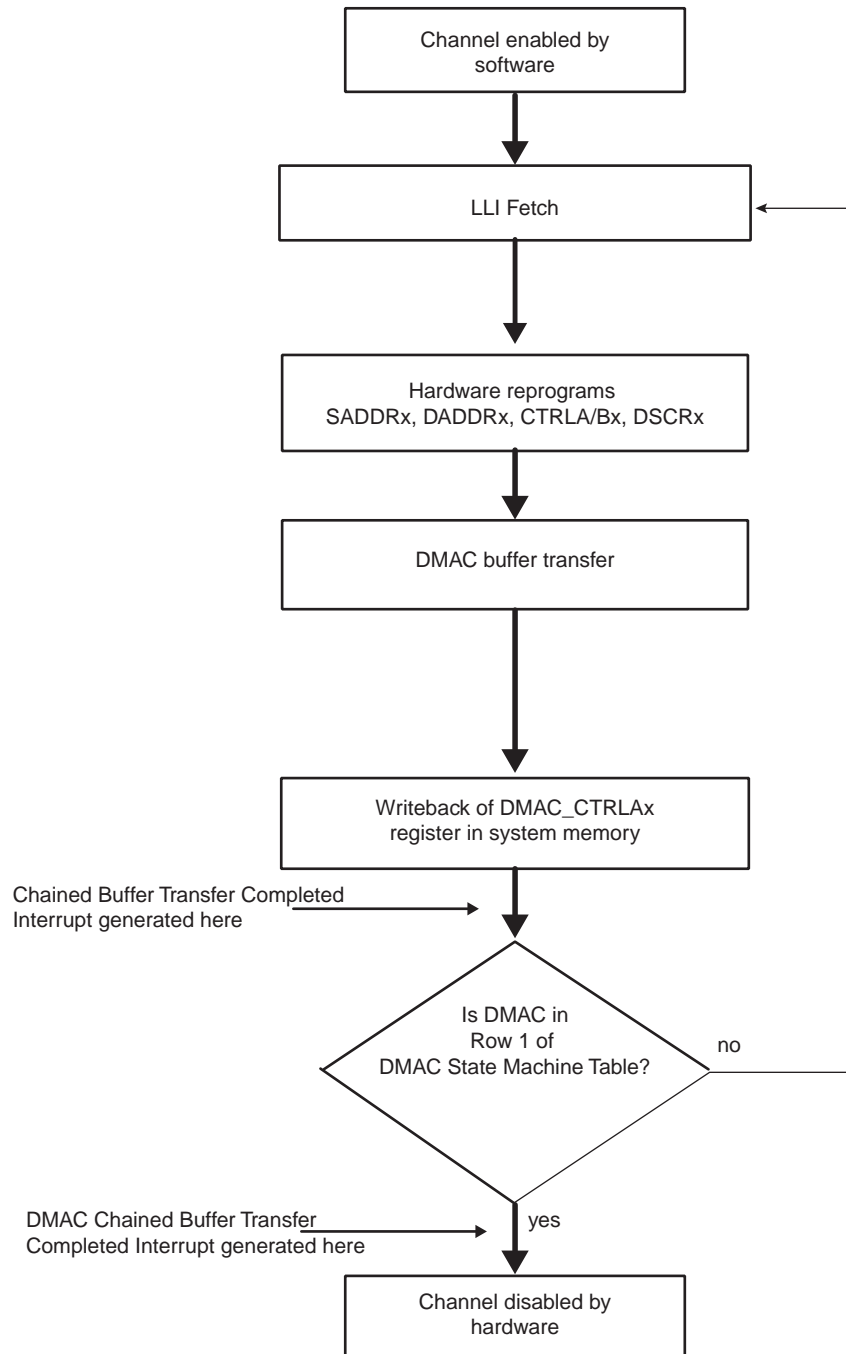 Channel enabled by
software
LLI Fetch
Hardware reprograms
SADDRx, DADDRx, CTRLA/Bx, DSCRx
DMAC buffer transfer
Writeback of DMAC_CTRLAx
register in system memory
Chained Buffer Transfer Completed
Interrupt generated here
Is DMAC in
Row 1 of
DMAC State Machine Table?
no
DMAC Chained Buffer Transfer
Completed Interrupt generated here
yes
Channel disabled by
hardware